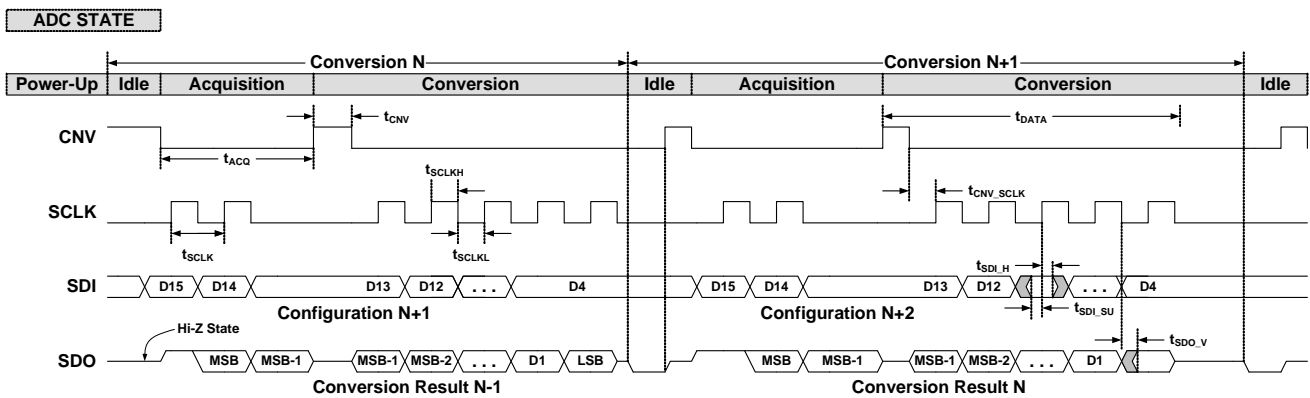 ADC STATE
Conversion N Conversion N+1
Power-Up Idle Acquisition Conversion Idle Acquisition Conversion Idle
tCNV tDATA
CNV
tACQ
tSCLKH
tCNV_SCLK
SCLK
tSCLK tSCLKL
tSDI_H
SDI D15 D14 D13 D12 . . . D4 D15 D14 D13 D12 . . . D4
Configuration N+1 Configuration N+2
tSDI_SU
Hi-Z State
tSDO_V
SDO MSB MSB-1 MSB-1 MSB-2 . . . D1 LSB MSB MSB-1 MSB-1 MSB-2 . . . D1
Conversion Result N-1 Conversion Result N